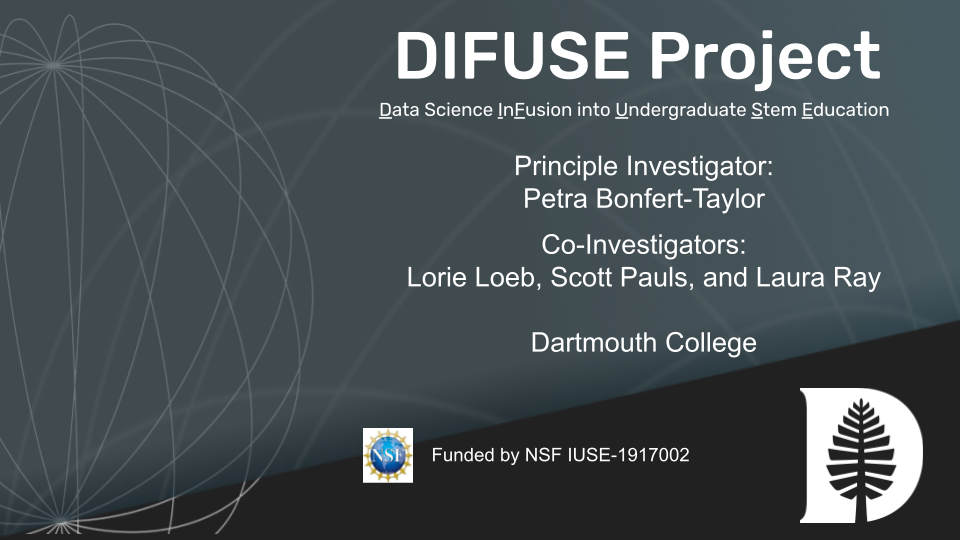 DIFUSE Project
Data Science InFusion into Undergraduate Stem Education
Principle Investigator:
Petra Bonfert-Taylor
Co-Investigators:
Lorie Loeb, Scott Pauls, and Laura Ray
Dartmouth College
NSF
Funded by NSF IUSE-1917002
D